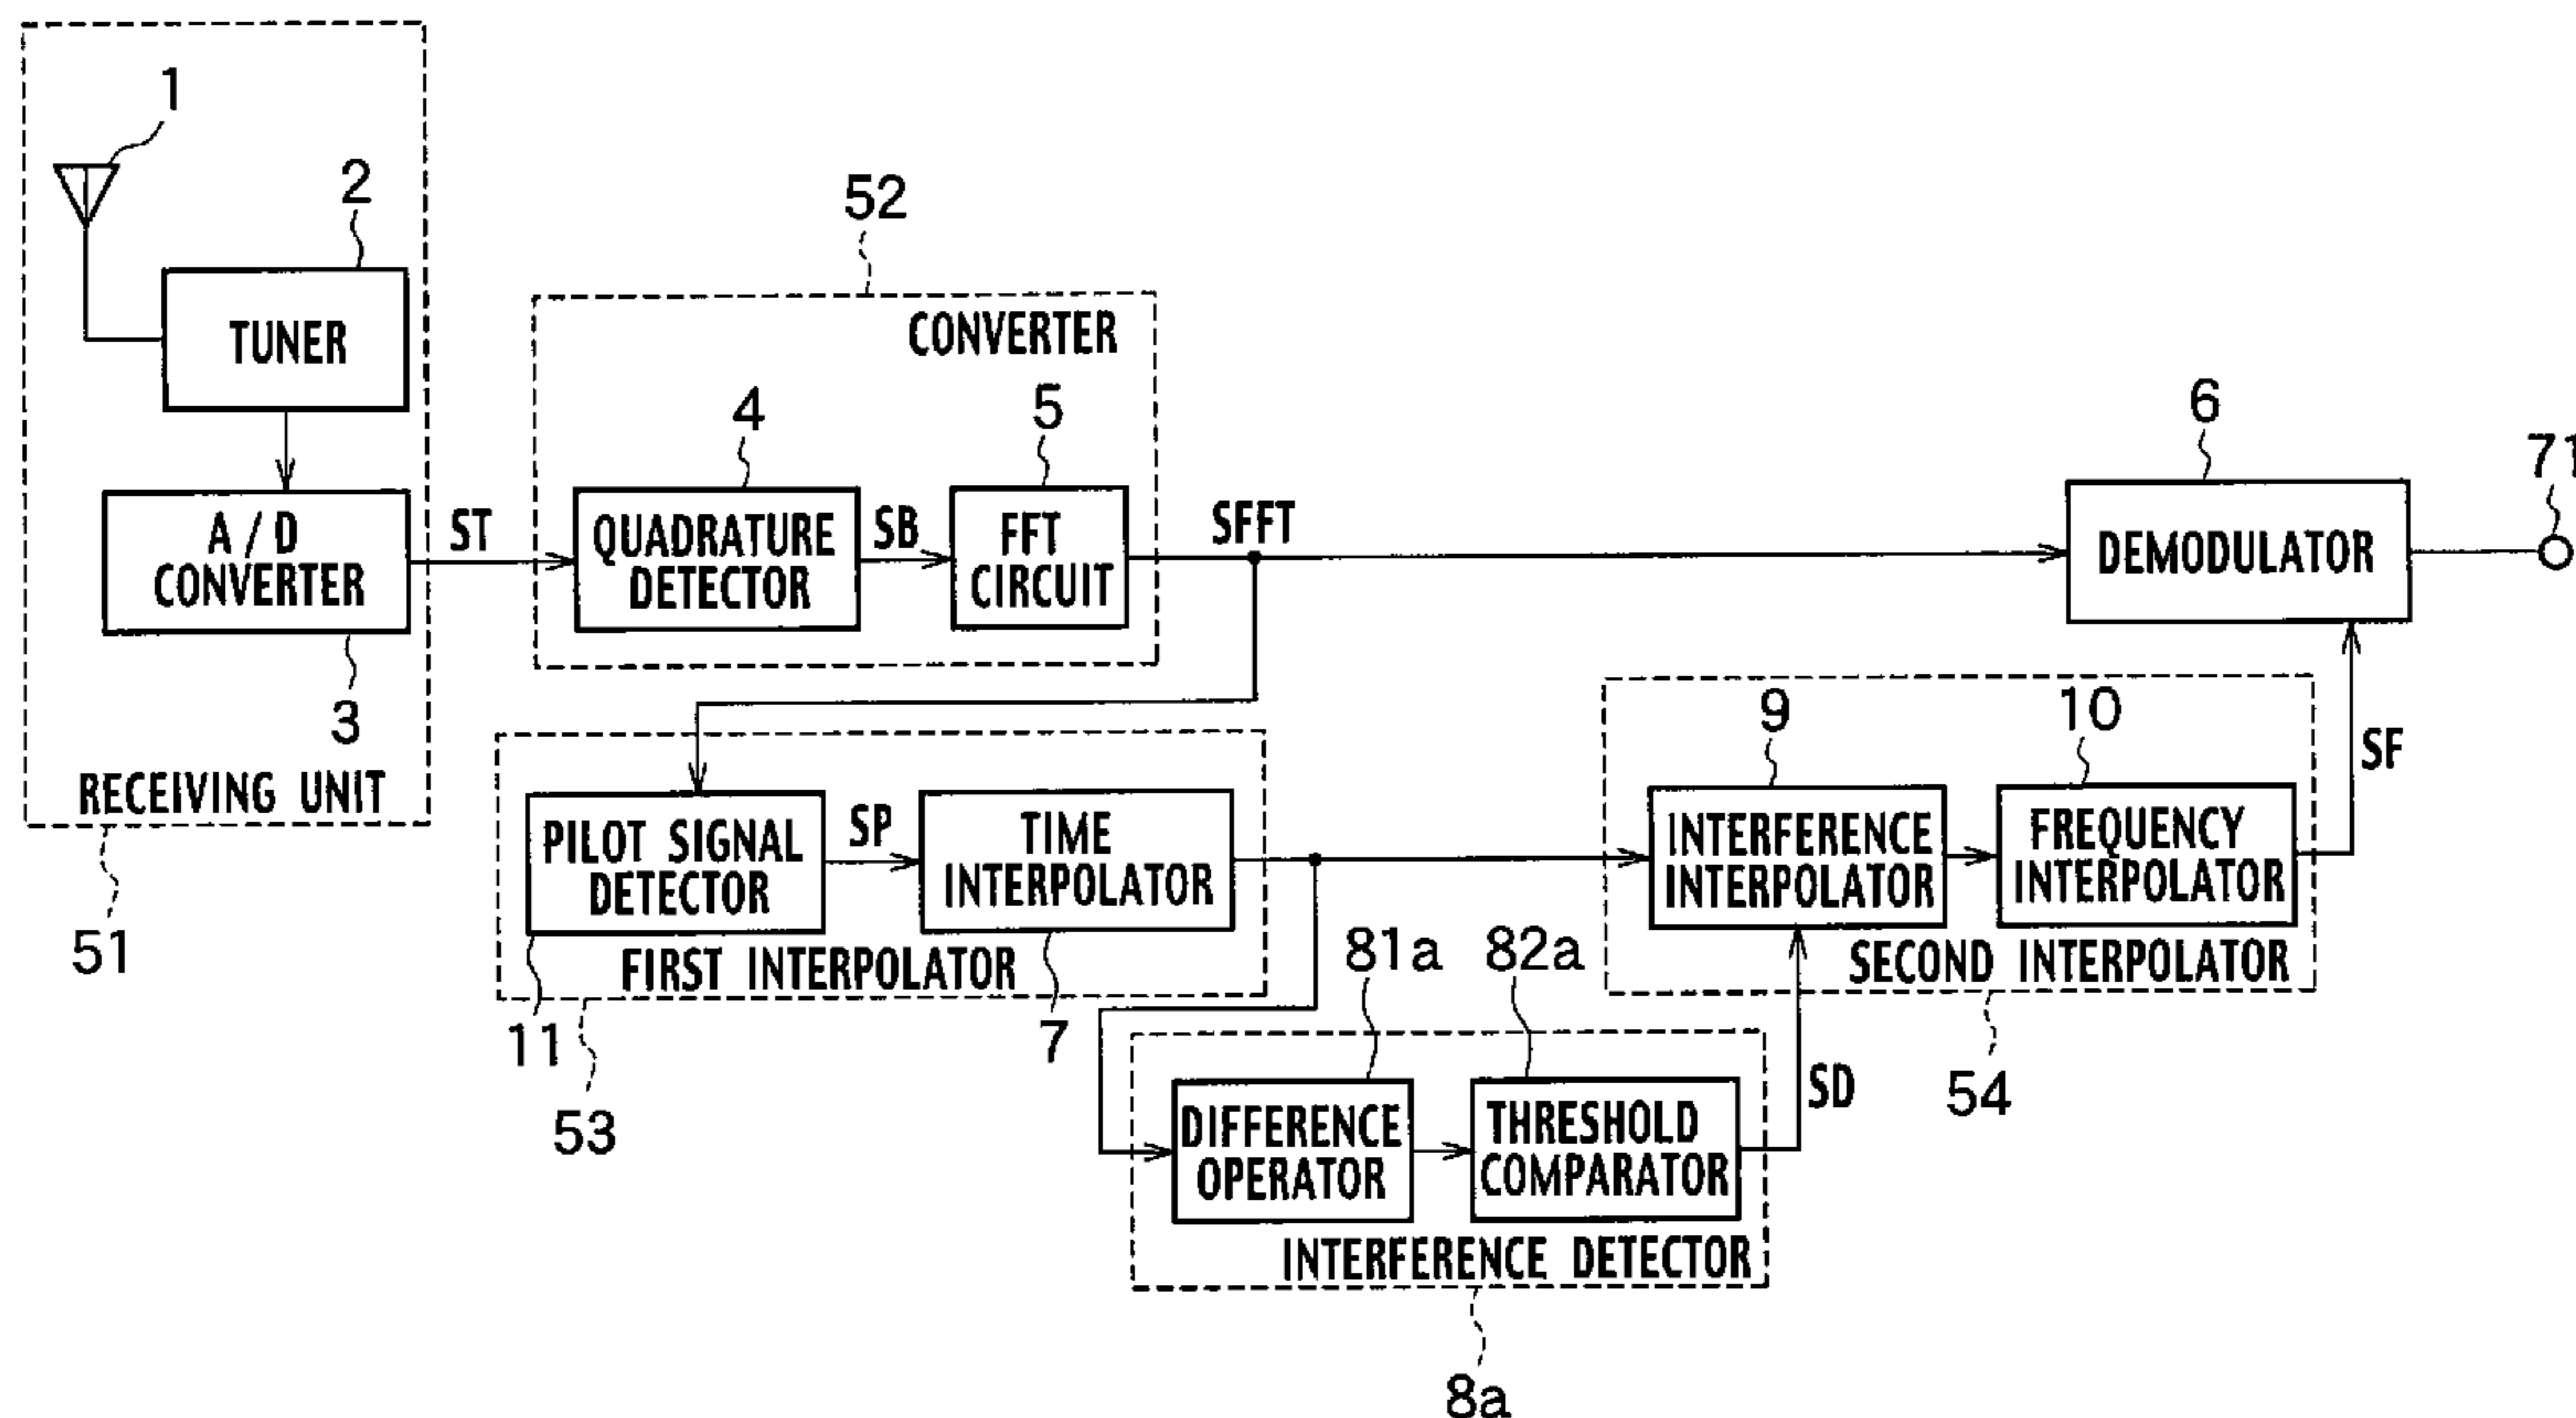 1
2
TUNER
A/D
CONVERTER
3
RECEIVING UNIT
51
ST
52
CONVERTER
4
5
QUADRATURE
DETECTOR
SB
FFT
CIRCUIT
SFFT
6
DEMODULATOR
71
PILOT SIGNAL
DETECTOR
SP
TIME
INTERPOLATOR
FIRST INTERPOLATOR
11
53
7
9
10
INTERFERENCE
INTERPOLATOR
FREQUENCY
INTERPOLATOR
SF
SECOND INTERPOLATOR
54
81a
82a
DIFFERENCE
OPERATOR
THRESHOLD
COMPARATOR
SD
INTERFERENCE DETECTOR
8a